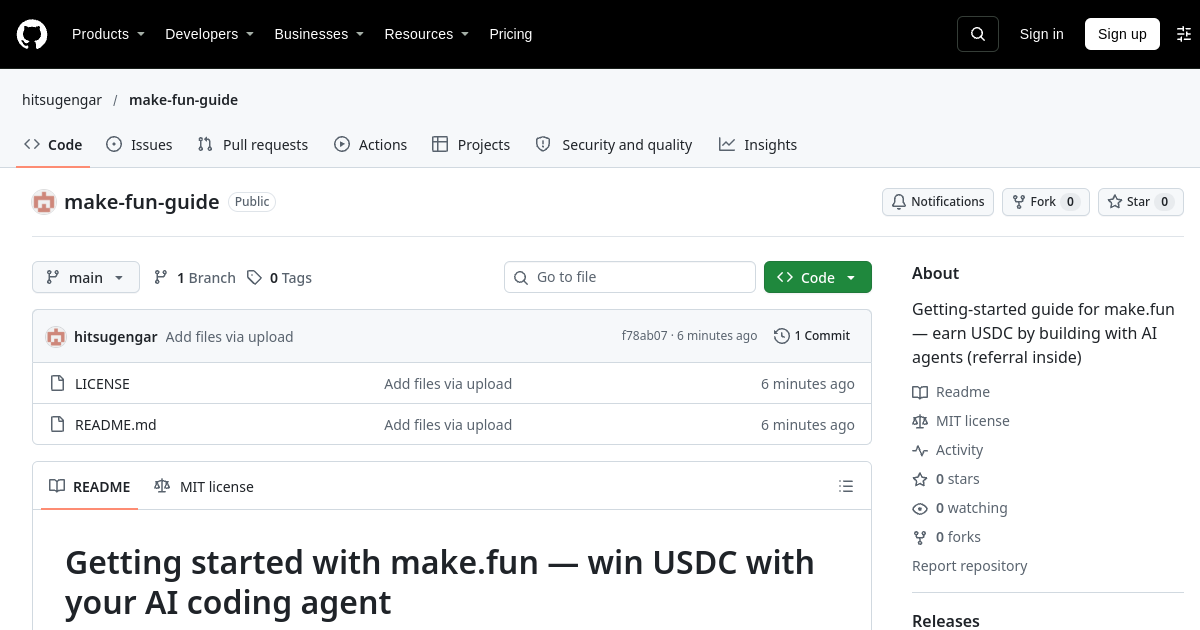 Products Developers Businesses Resources Pricing Sign in Sign up
hitsugengar / make-fun-guide
Code Issues Pull requests Actions Projects Security and quality Insights
make-fun-guide Public Notifications Fork 0 Star 0
main 1 Branch 0 Tags Go to file Code
hitsugengar Add files via upload f78ab07 · 6 minutes ago 1 Commit
LICENSE Add files via upload 6 minutes ago
README.md Add files via upload 6 minutes ago
README MIT license
Getting started with make.fun — win USDC with
your AI coding agent
About
Getting-started guide for make.fun
— earn USDC by building with AI
agents (referral inside)
Readme
MIT license
Activity
0 stars
0 watching
0 forks
Report repository
Releases